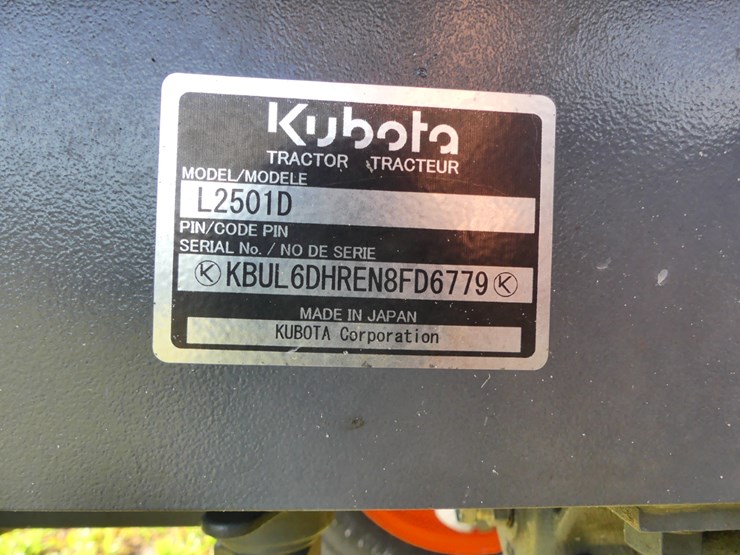 Kubota
TRACTOR TRACTEUR
MODEL/MODELE
L2501D
PIN/CODE PIN
SERIAL No. / NO DE SERIE
K KBUL6DHREN8FD6779 K
MADE IN JAPAN
KUBOTA Corporation